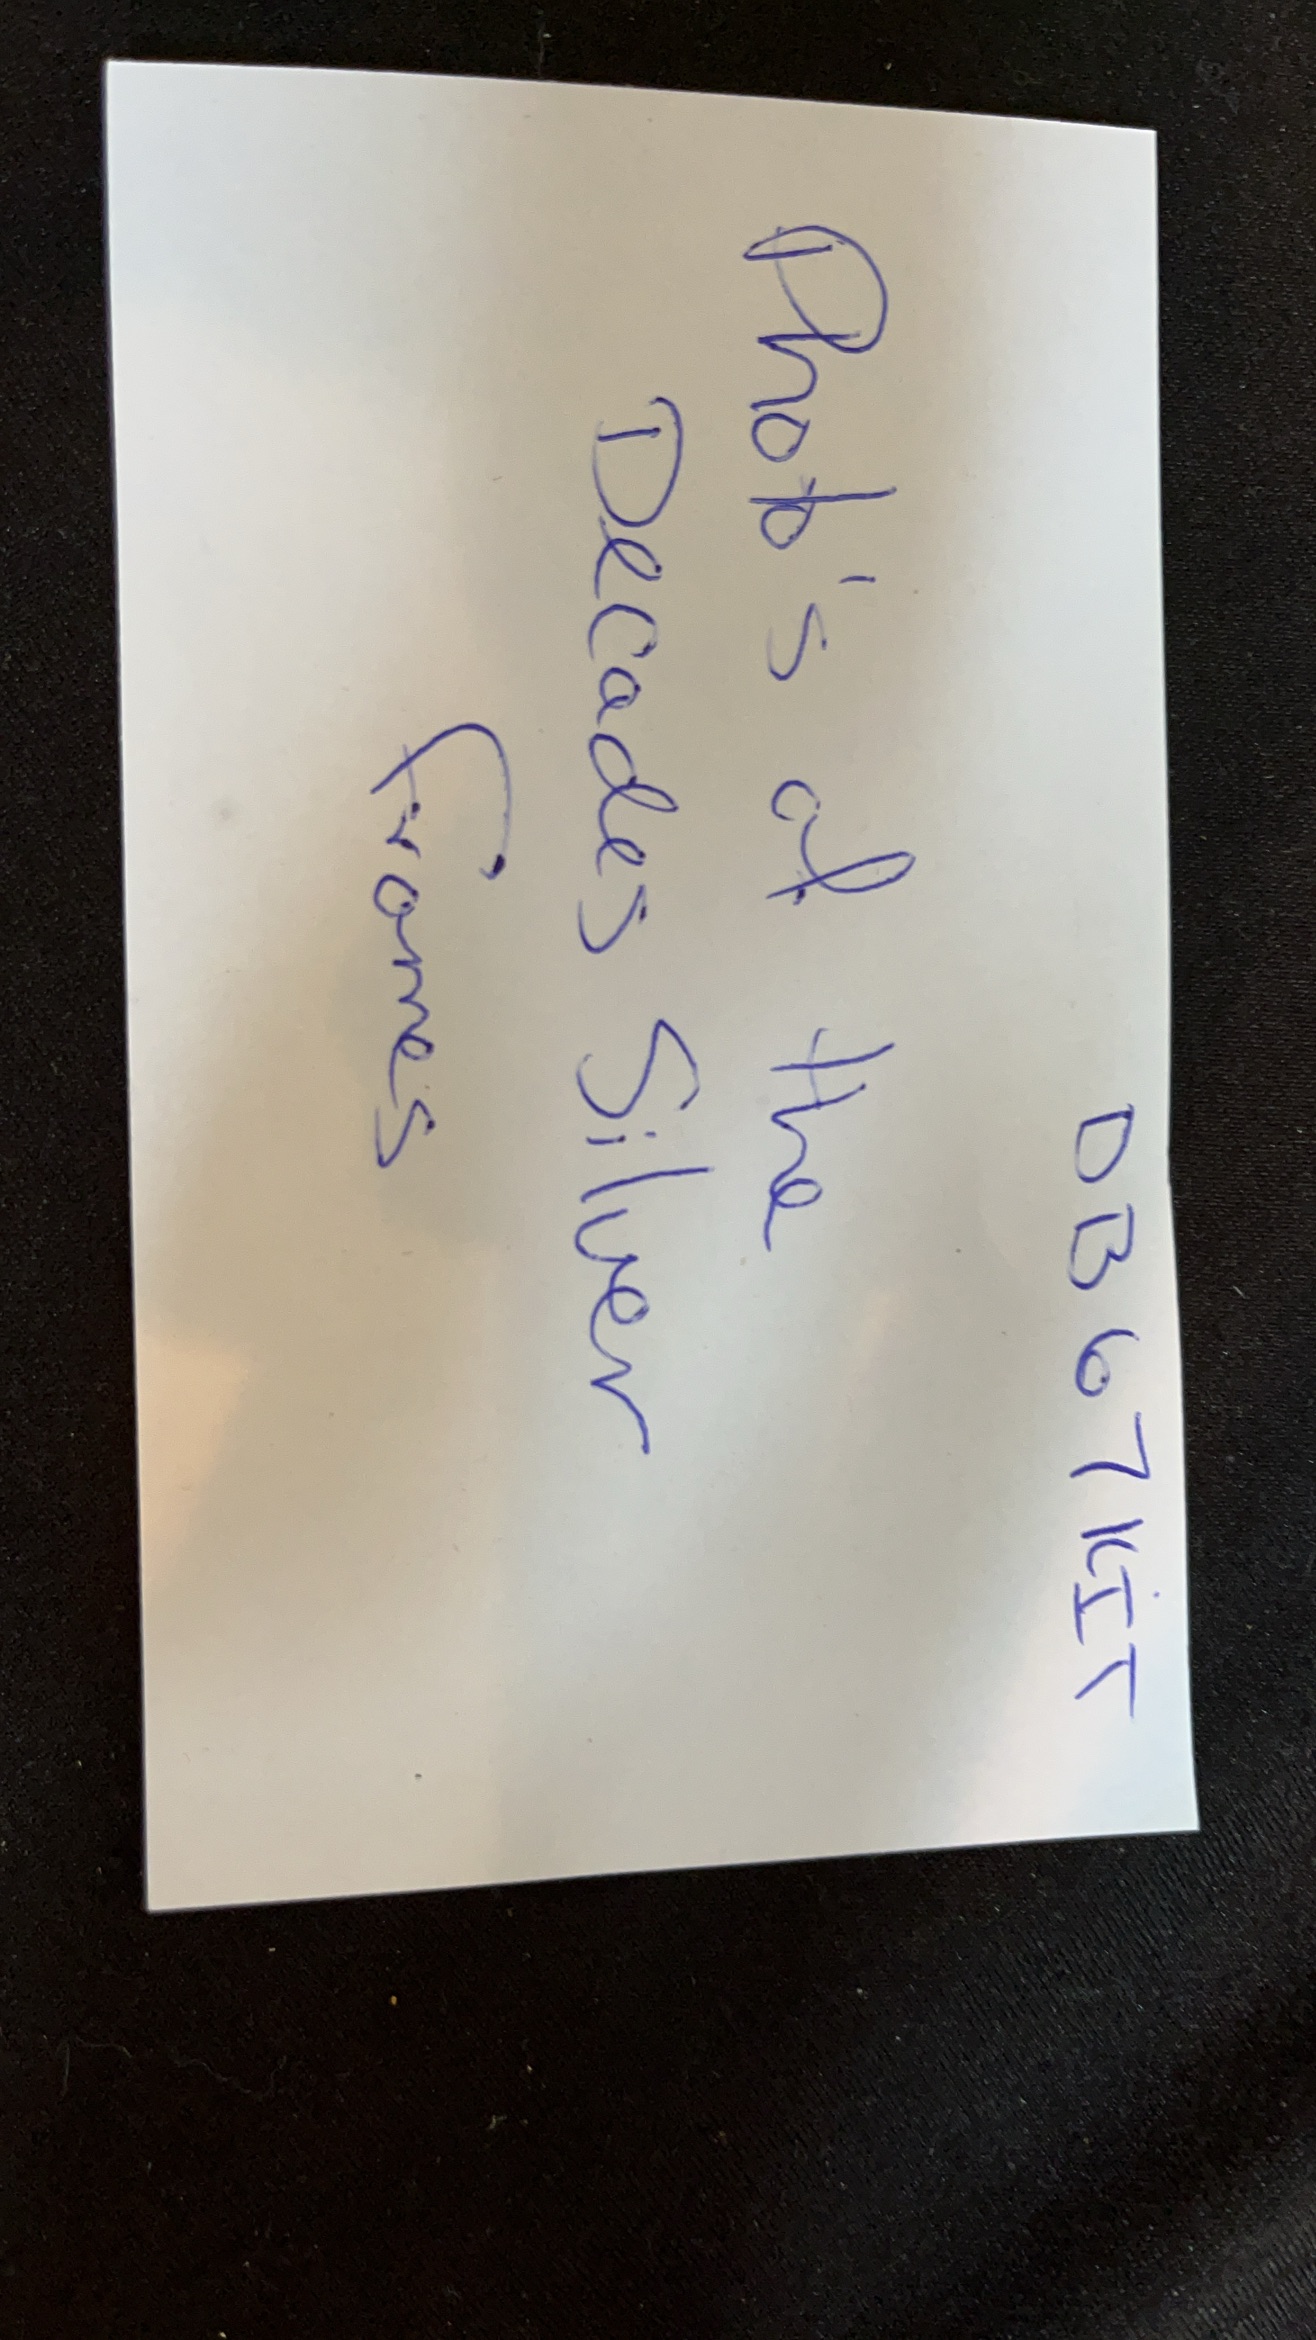 DB67KIT
Photo's of the
Decades Silver
Frames